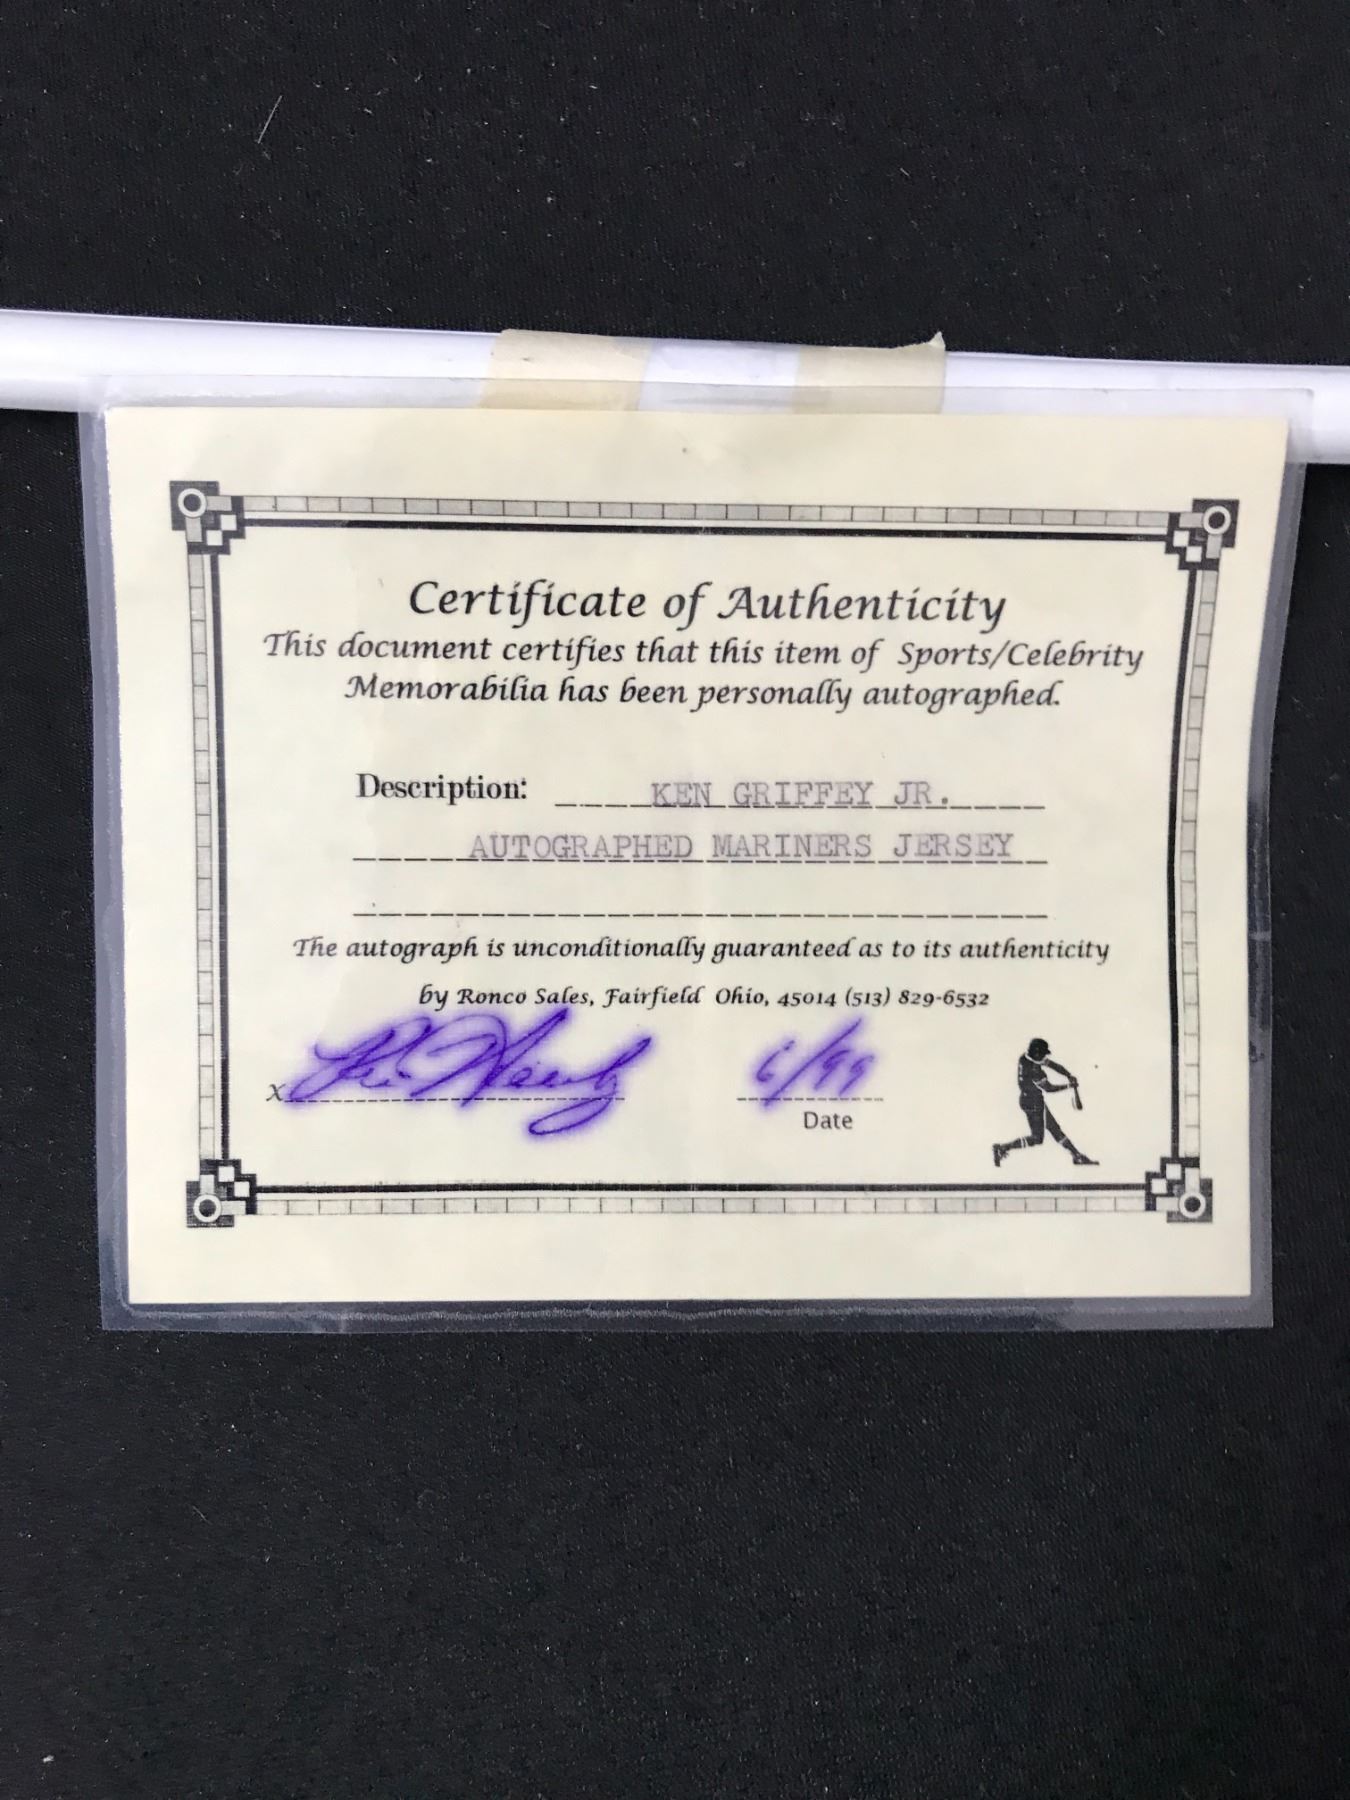 Certificate of Authenticity
This document certifies that this item of Sports/Celebrity
Memorabilia has been personally autographed.
Description: KEN GRIFFEY JR.
AUTOGRAPHED MARINERS JERSEY
The autograph is unconditionally guaranteed as to its authenticity
by Ronco Sales, Fairfield Ohio, 45014 (513) 829-6532
x 6/99
Date